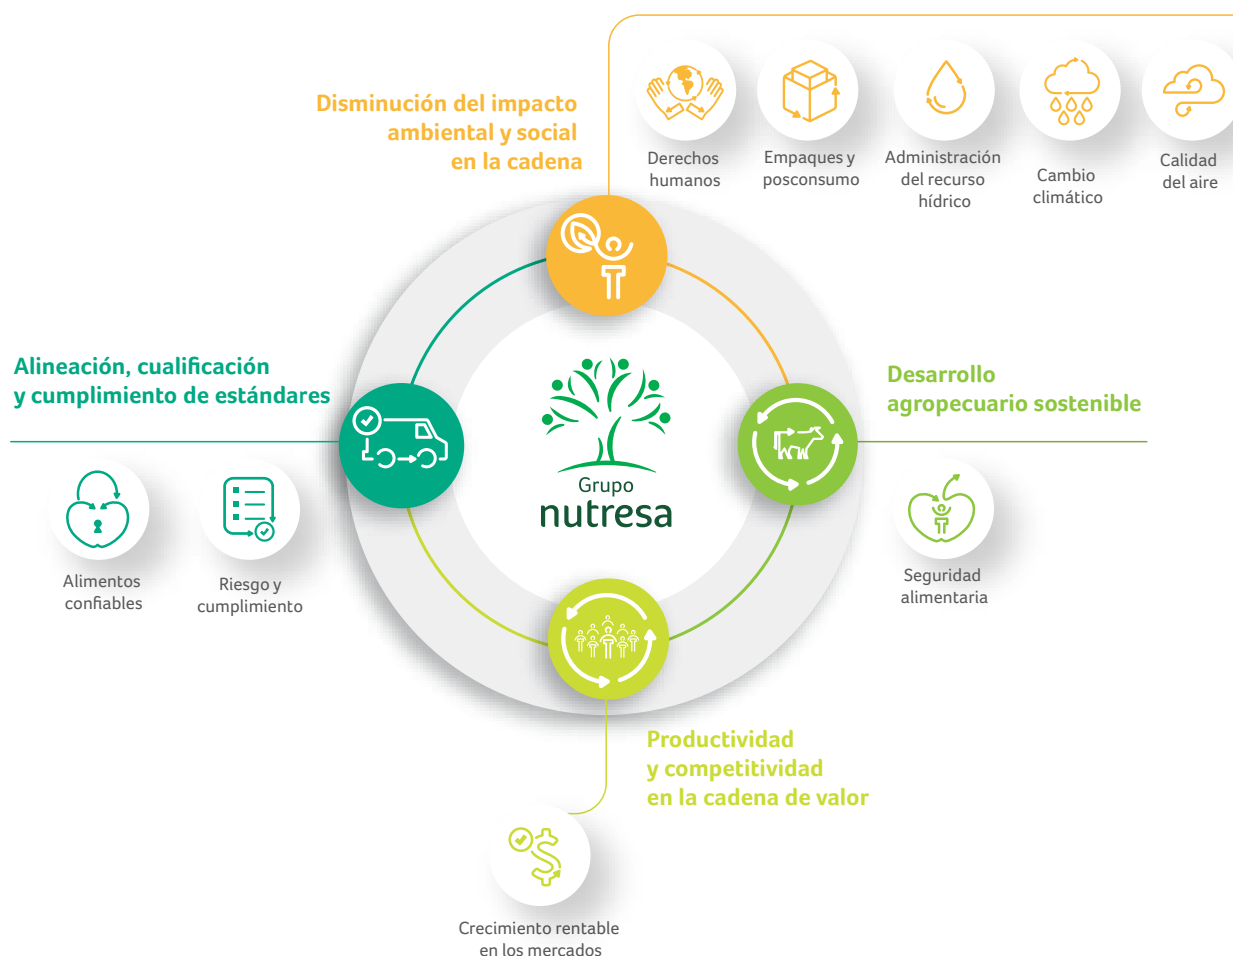 Disminución del impacto
ambiental y social
en la cadena
Derechos
humanos
Empaques y
posconsumo
Administración
del recurso
hídrico
Cambio
climático
Calidad
del aire
Alineación, cualificación
y cumplimiento de estándares
Alimentos
confiables
Riesgo y
cumplimiento
Grupo
nutresa
Desarrollo
agropecuario sostenible
Seguridad
alimentaria
Productividad
y competitividad
en la cadena de valor
Crecimiento rentable
en los mercados